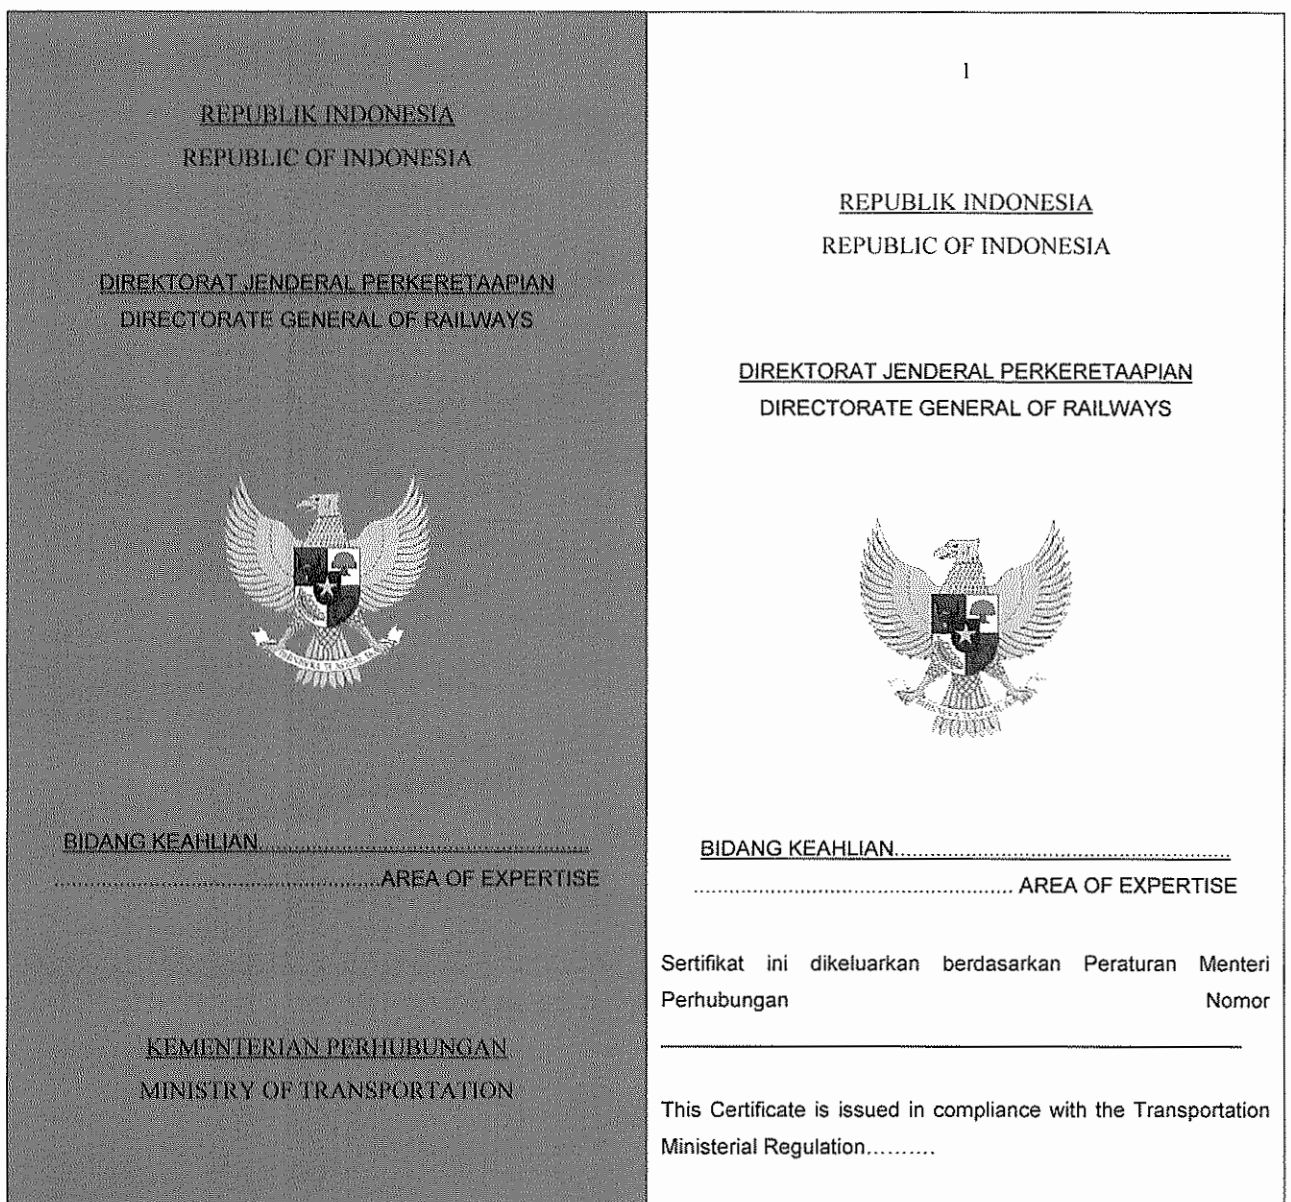 REPUBLIK INDONESIA
REPUBLIC OF INDONESIA
DIREKTORAT JENDERAL PERKERETAAPIAN
DIRECTORATE GENERAL OF RAILWAYS
BIDANG KEAHLIAN..................................................
..................................................AREA OF EXPERTISE
KEMENTERIAN PERHUBUNGAN
MINISTRY OF TRANSPORTATION
1
REPUBLIK INDONESIA
REPUBLIC OF INDONESIA
DIREKTORAT JENDERAL PERKERETAAPIAN
DIRECTORATE GENERAL OF RAILWAYS
BIDANG KEAHLIAN..................................................
.................................................. AREA OF EXPERTISE
Sertifikat ini dikeluarkan berdasarkan Peraturan Menteri
Perhubungan Nomor
This Certificate is issued in compliance with the Transportation
Ministerial Regulation..........